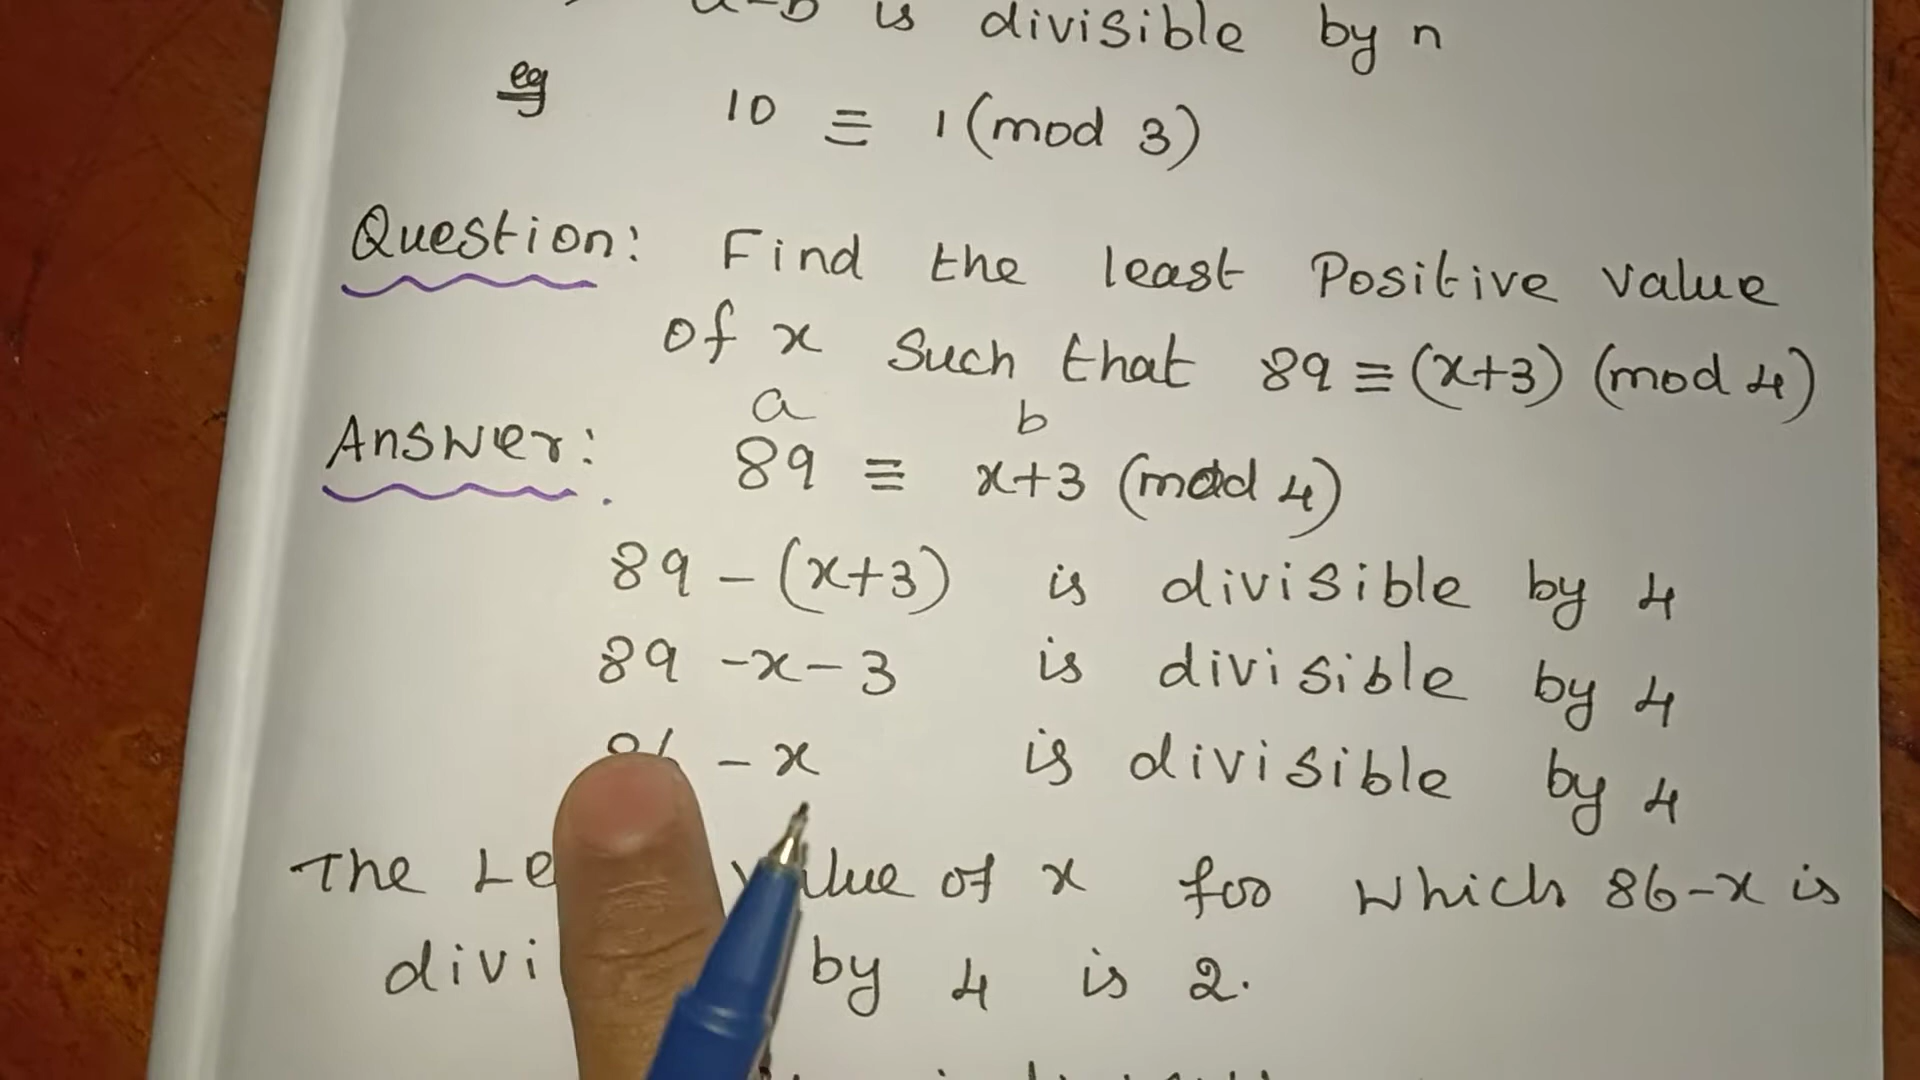 a-b is divisible by n
eg 10 ≡ 1 (mod 3)
Question: Find the least Positive value
of x Such that 89 ≡ (x+3) (mod 4)
a b
Answer: 89 ≡ x+3 (mod 4)
89 - (x+3) is divisible by 4
89 -x-3 is divisible by 4
- x is divisible by 4
The value of x for which 86-x is
by 4 is 2.